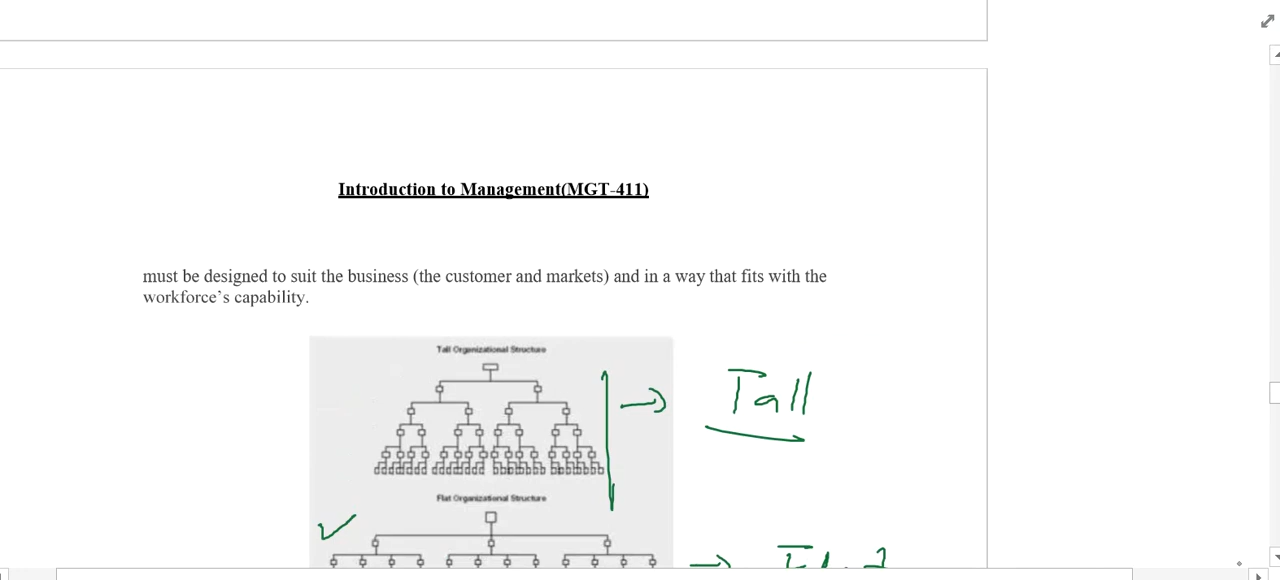 Introduction to Management(MGT-411)
must be designed to suit the business (the customer and markets) and in a way that fits with the
workforce's capability.
Tall Organizational Structure
Tall
Flat Organizational Structure